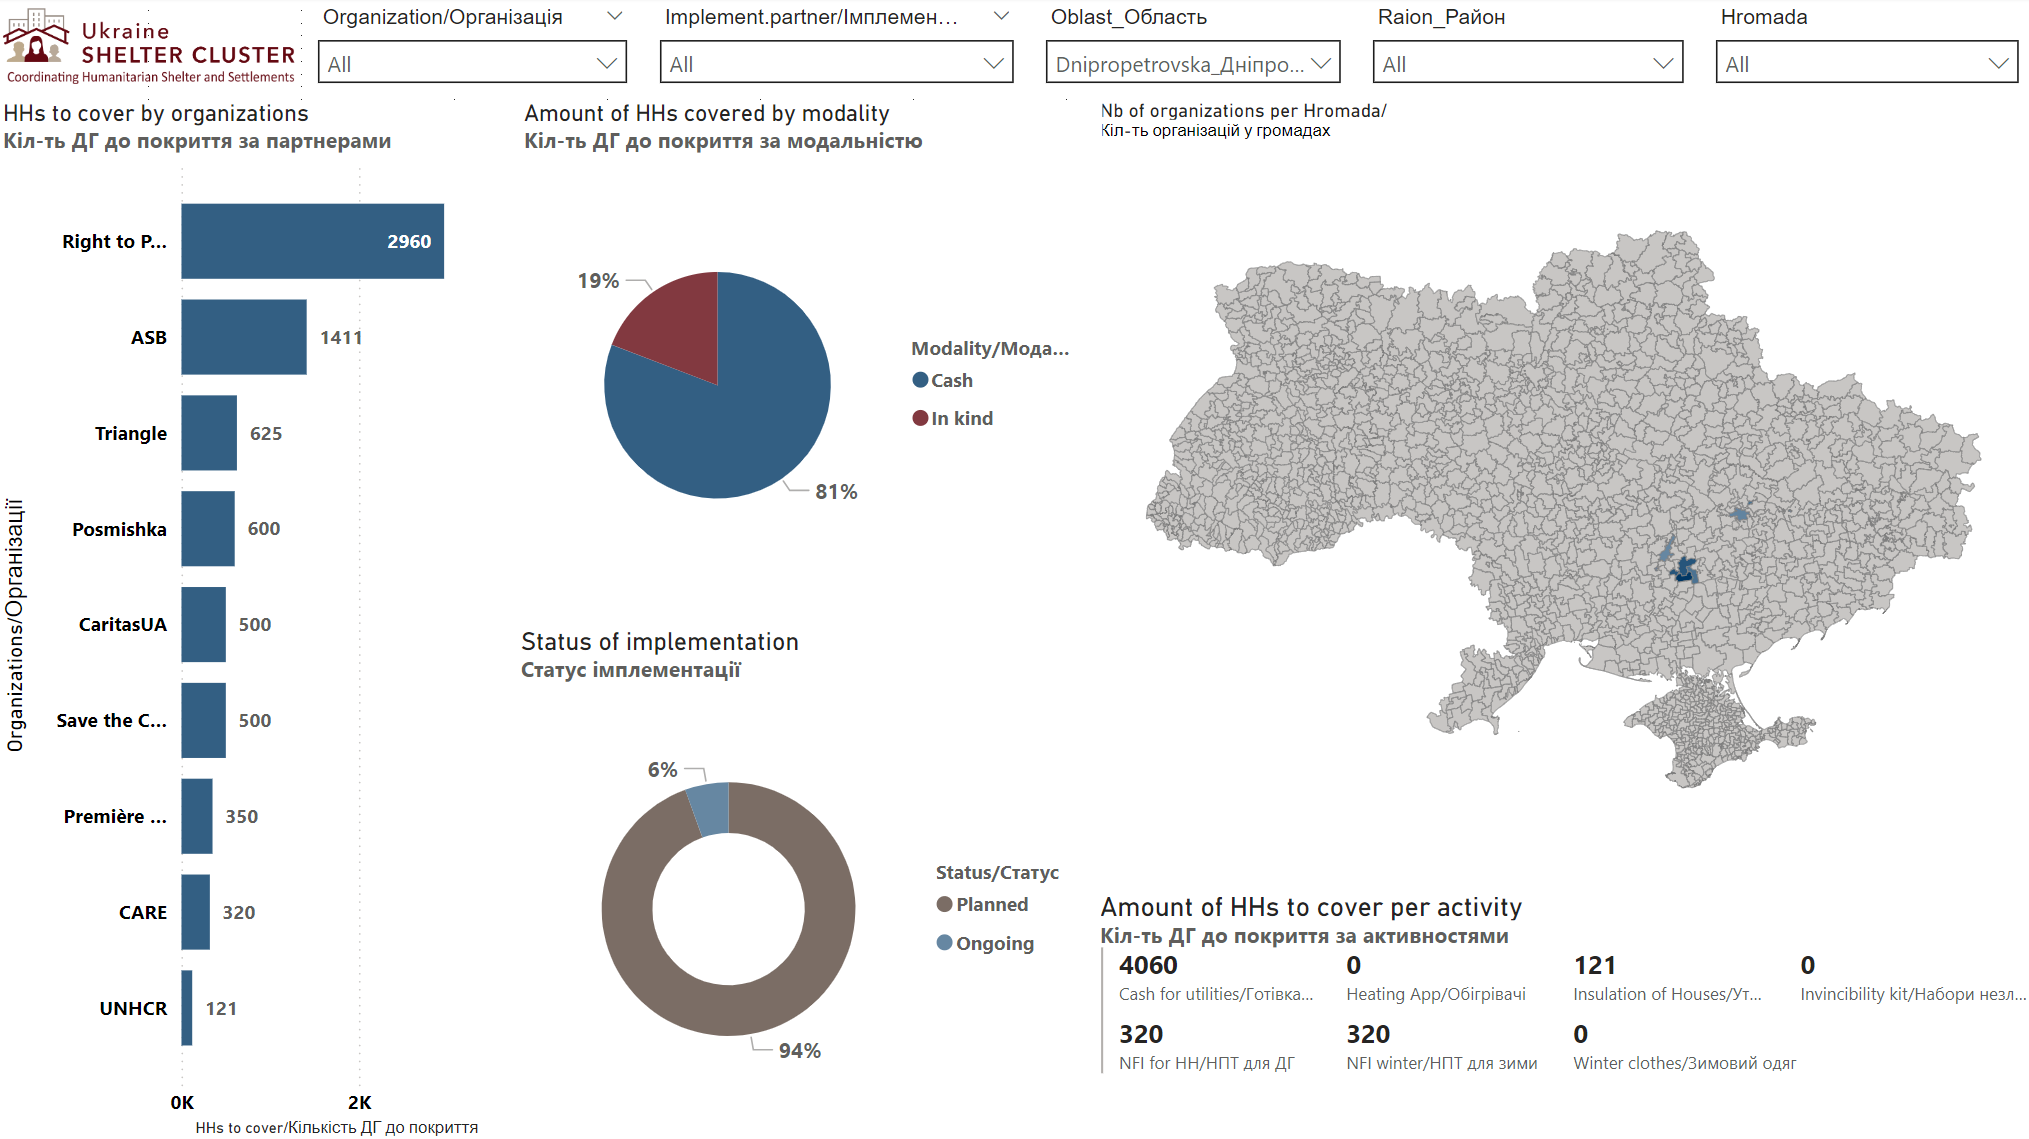 Ukraine
SHELTER CLUSTER
Coordinating Humanitarian Shelter and Settlements
Organization/Організація
All
Implement.partner/Імплемен...
All
Oblast_Область
Dnipropetrovska_Дніпро...
Raion_Район
All
Hromada
All
HHs to cover by organizations
Кіл-ть ДГ до покриття за партнерами
Organizations/Організації
Right to P... 2960
ASB 1411
Triangle 625
Posmishka 600
CaritasUA 500
Save the C... 500
Première ... 350
CARE 320
UNHCR 121
0K 2K
HHs to cover/Кількість ДГ до покриття
Amount of HHs covered by modality
Кіл-ть ДГ до покриття за модальністю
19%
81%
Modality/Мода...
Cash
In kind
Status of implementation
Статус імплементації
6%
94%
Status/Статус
Planned
Ongoing
Nb of organizations per Hromada/
Кіл-ть організацій у громадах
Amount of HHs to cover per activity
Кіл-ть ДГ до покриття за активностями
4060
Cash for utilities/Готівка...
0
Heating App/Обігрівачі
121
Insulation of Houses/Ут...
0
Invincibility kit/Набори незл...
320
NFI for HH/НПТ для ДГ
320
NFI winter/НПТ для зими
0
Winter clothes/Зимовий одяг